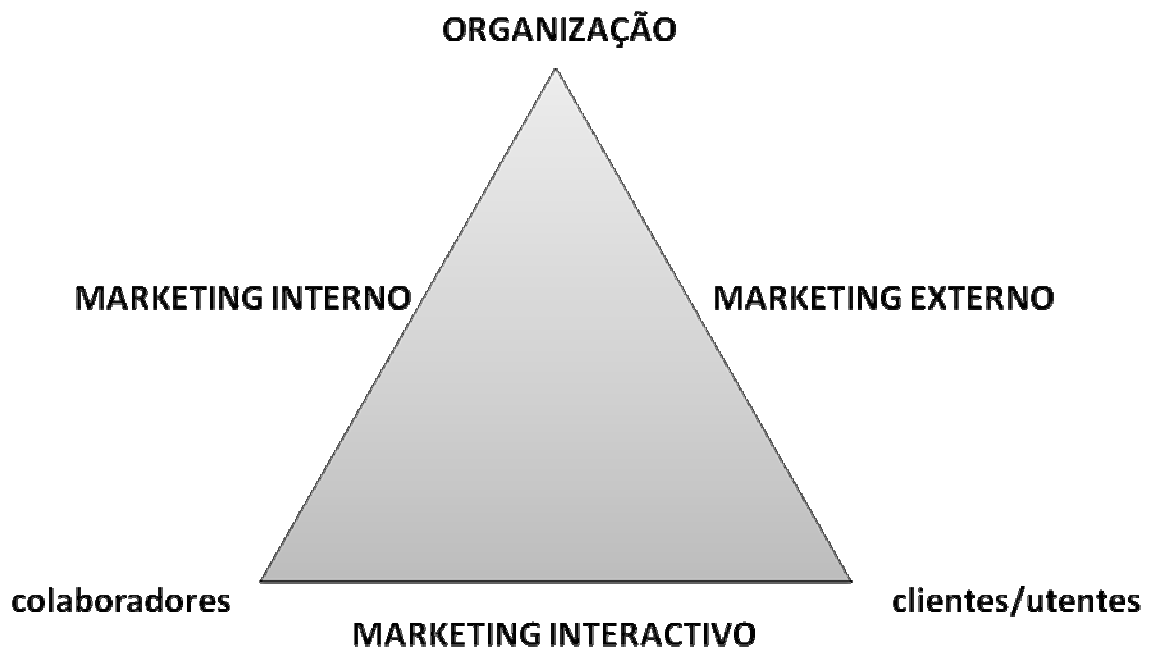 ORGANIZAÇÃO
MARKETING INTERNO
MARKETING EXTERNO
colaboradores
clientes/utentes
MARKETING INTERACTIVO